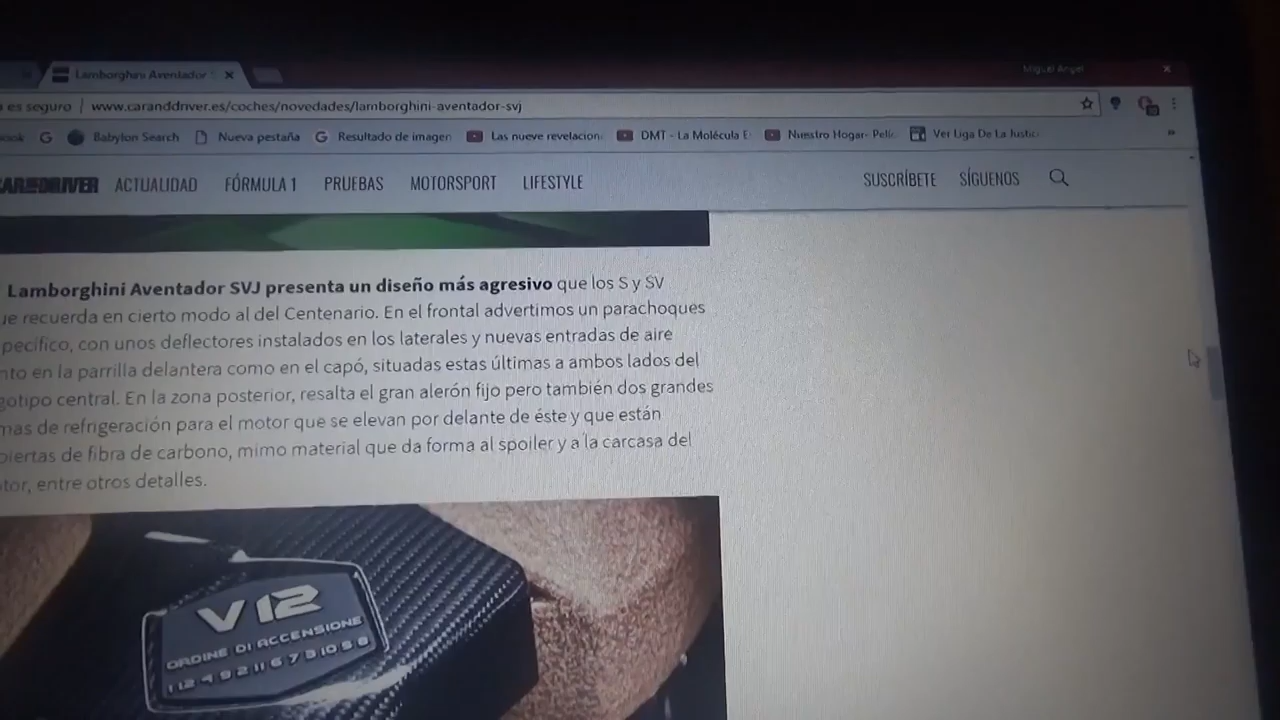 Lamborghini Aventador S
Miguel Angel
es seguro | www.caranddriver.es/coches/novedades/lamborghini-aventador-svj
Babylon Search Nueva pestaña Resultado de imagen Las nueve revelacion DMT - La Molécula E Nuestro Hogar- Pelíc Ver Liga De La Justic
CAR AND DRIVER ACTUALIDAD FÓRMULA 1 PRUEBAS MOTORSPORT LIFESTYLE SUSCRÍBETE SÍGUENOS
Lamborghini Aventador SVJ presenta un diseño más agresivo que los S y SV
ue recuerda en cierto modo al del Centenario. En el frontal advertimos un parachoques
pecífico, con unos deflectores instalados en los laterales y nuevas entradas de aire
nto en la parrilla delantera como en el capó, situadas estas últimas a ambos lados del
gotipo central. En la zona posterior, resalta el gran alerón fijo pero también dos grandes
mas de refrigeración para el motor que se elevan por delante de éste y que están
biertas de fibra de carbono, mimo material que da forma al spoiler y a la carcasa del
tor, entre otros detalles.
V12
ORDINE DI ACCENSIONE
1 12 4 9 2 11 6 7 3 10 5 8